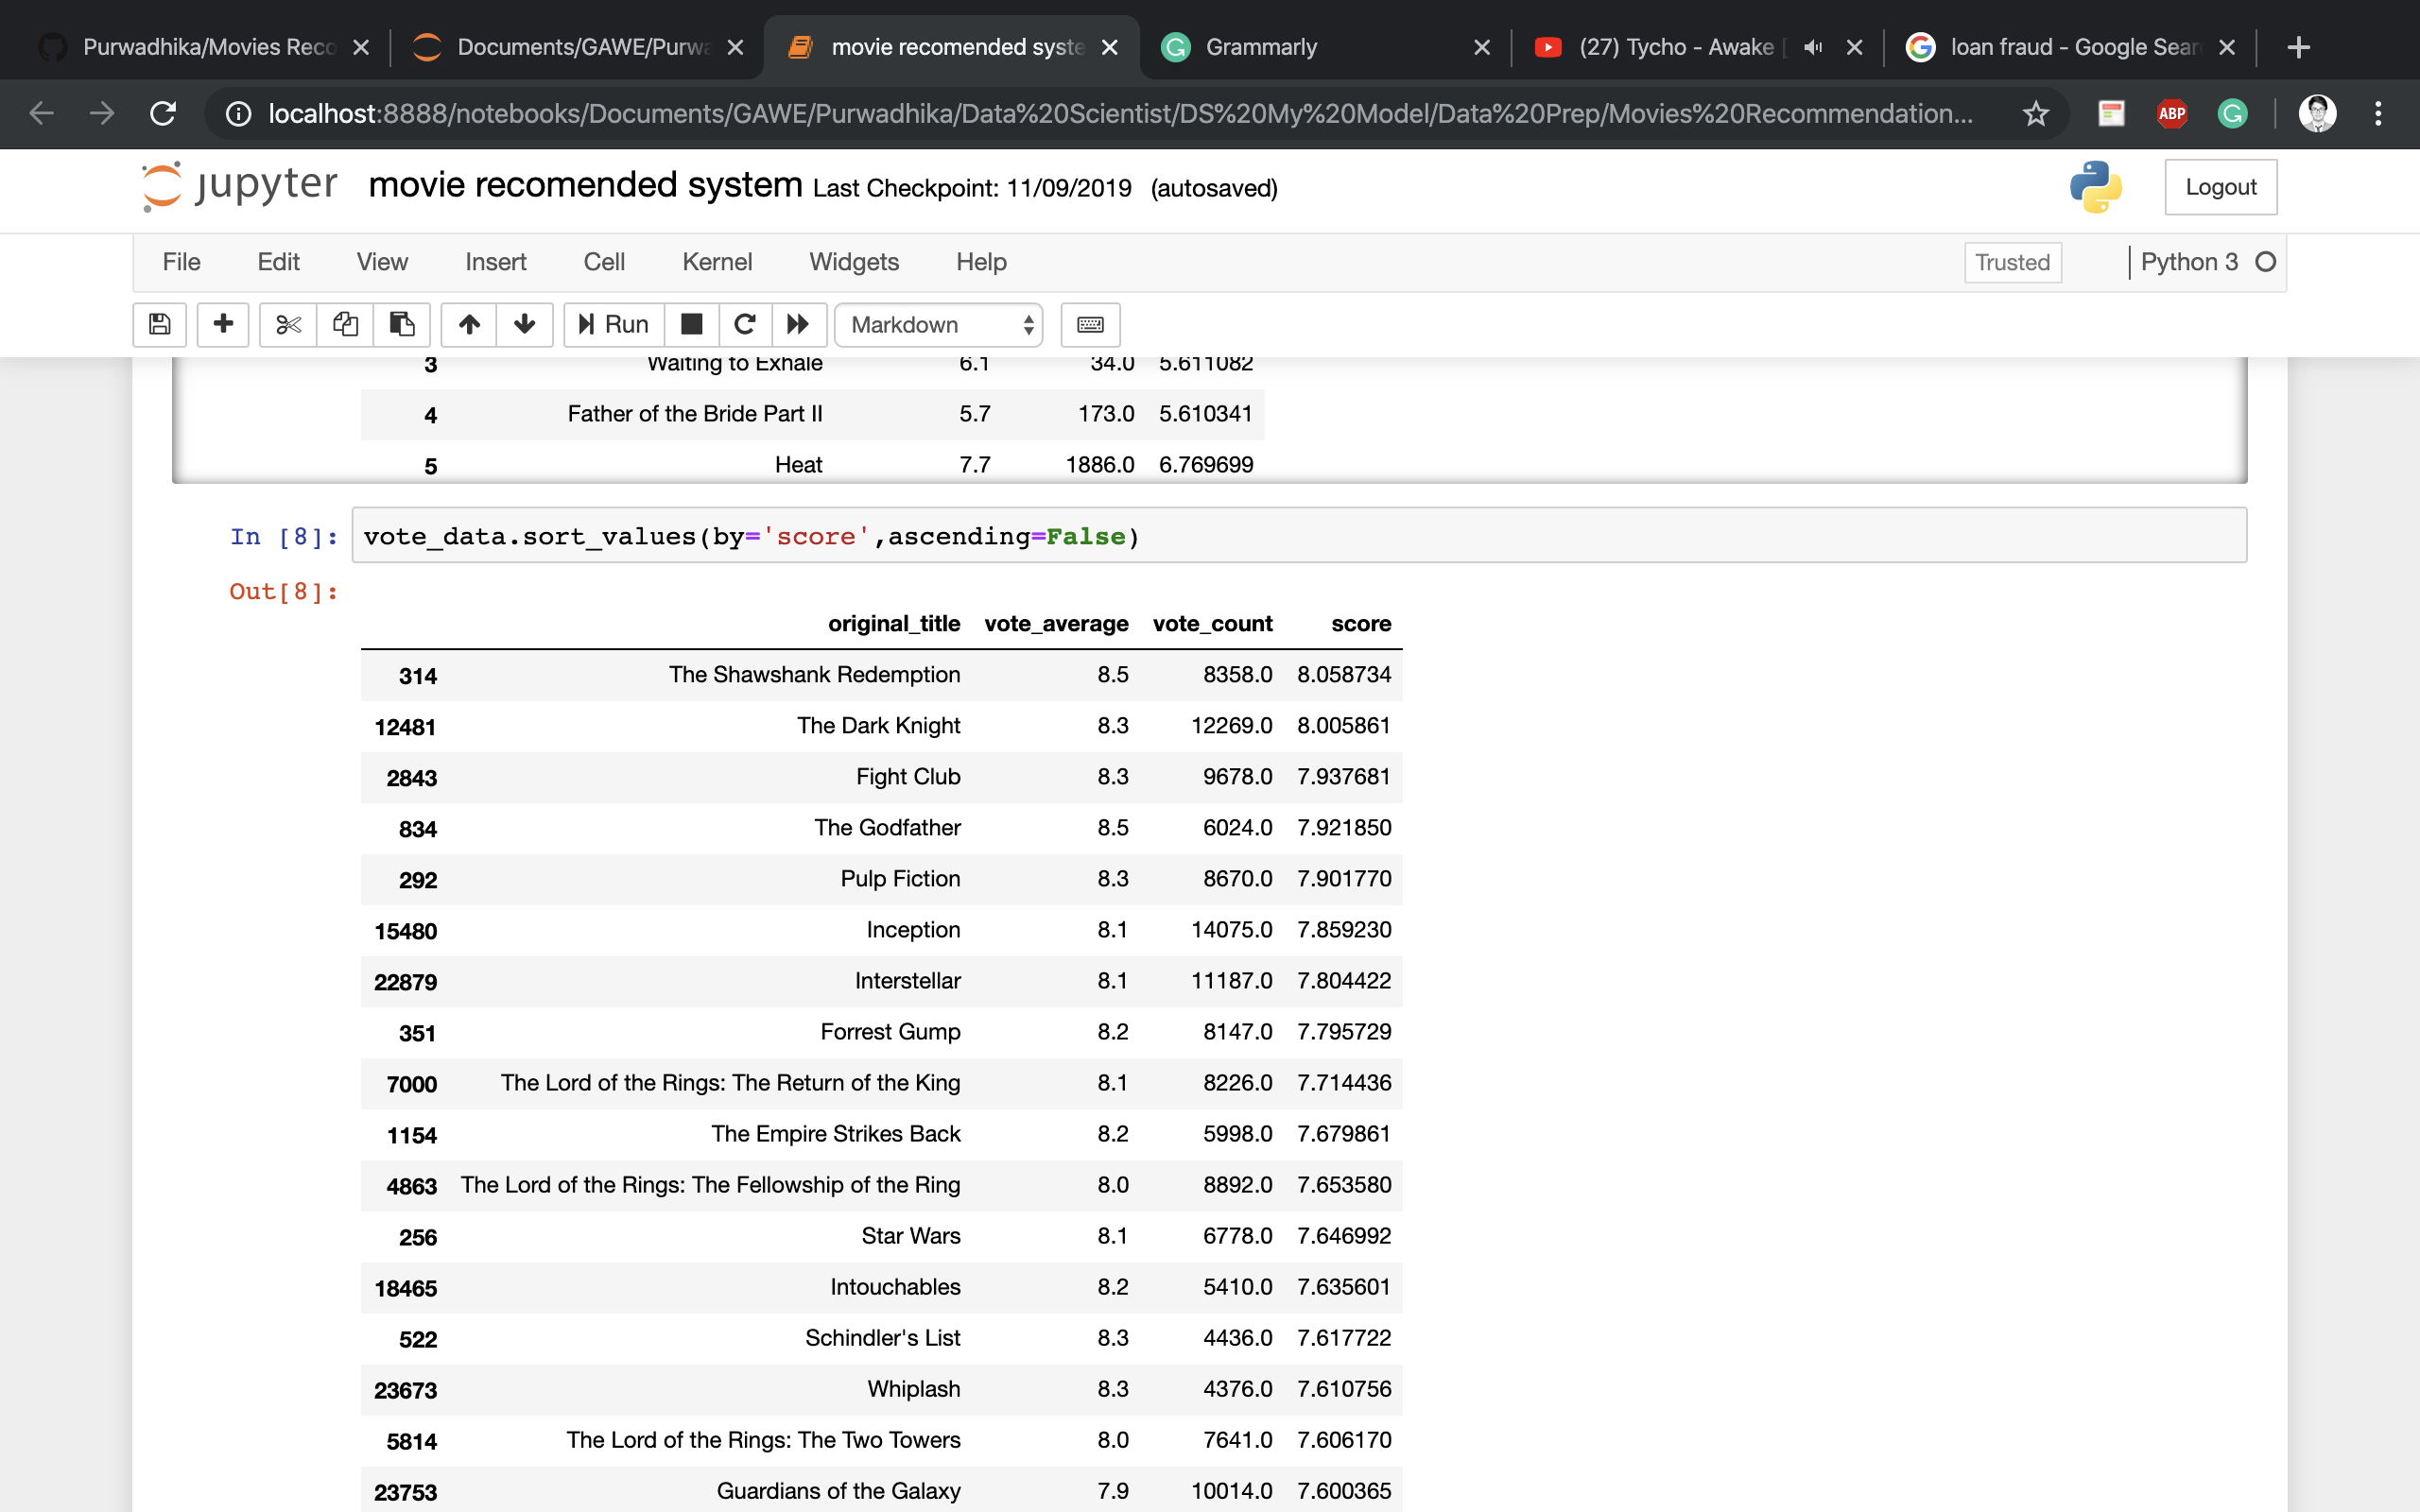 Purwadhika/Movies Reco
Documents/GAWE/Purwa
movie recomended syste
Grammarly
(27) Tycho - Awake [
loan fraud - Google Sear
localhost:8888/notebooks/Documents/GAWE/Purwadhika/Data%20Scientist/DS%20My%20Model/Data%20Prep/Movies%20Recommendation...
ABP
jupyter movie recomended system Last Checkpoint: 11/09/2019 (autosaved)
Logout
File Edit View Insert Cell Kernel Widgets Help
Trusted Python 3
Run Markdown
3 Waiting to Exhale 6.1 34.0 5.611082
4 Father of the Bride Part II 5.7 173.0 5.610341
5 Heat 7.7 1886.0 6.769699
In [8]: vote_data.sort_values(by='score',ascending=False)
Out[8]:
original_title vote_average vote_count score
314 The Shawshank Redemption 8.5 8358.0 8.058734
12481 The Dark Knight 8.3 12269.0 8.005861
2843 Fight Club 8.3 9678.0 7.937681
834 The Godfather 8.5 6024.0 7.921850
292 Pulp Fiction 8.3 8670.0 7.901770
15480 Inception 8.1 14075.0 7.859230
22879 Interstellar 8.1 11187.0 7.804422
351 Forrest Gump 8.2 8147.0 7.795729
7000 The Lord of the Rings: The Return of the King 8.1 8226.0 7.714436
1154 The Empire Strikes Back 8.2 5998.0 7.679861
4863 The Lord of the Rings: The Fellowship of the Ring 8.0 8892.0 7.653580
256 Star Wars 8.1 6778.0 7.646992
18465 Intouchables 8.2 5410.0 7.635601
522 Schindler's List 8.3 4436.0 7.617722
23673 Whiplash 8.3 4376.0 7.610756
5814 The Lord of the Rings: The Two Towers 8.0 7641.0 7.606170
23753 Guardians of the Galaxy 7.9 10014.0 7.600365